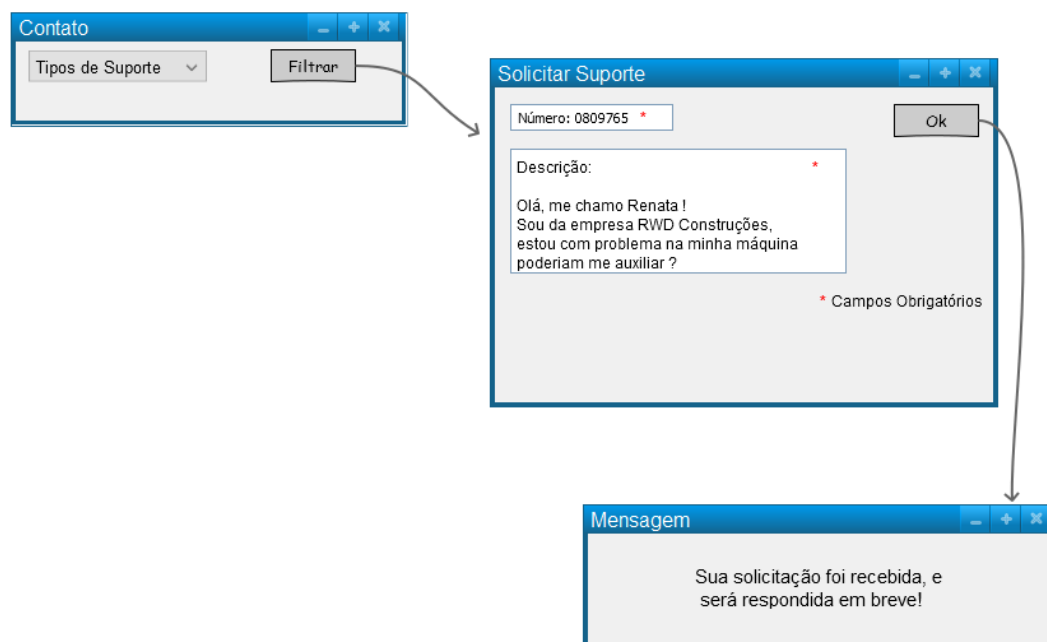 Contato
Tipos de Suporte
Filtrar
Solicitar Suporte
Número: 0809765 *
Ok
Descrição: *
Olá, me chamo Renata !
Sou da empresa RWD Construções,
estou com problema na minha máquina
poderiam me auxiliar ?
* Campos Obrigatórios
Mensagem
Sua solicitação foi recebida, e
será respondida em breve!